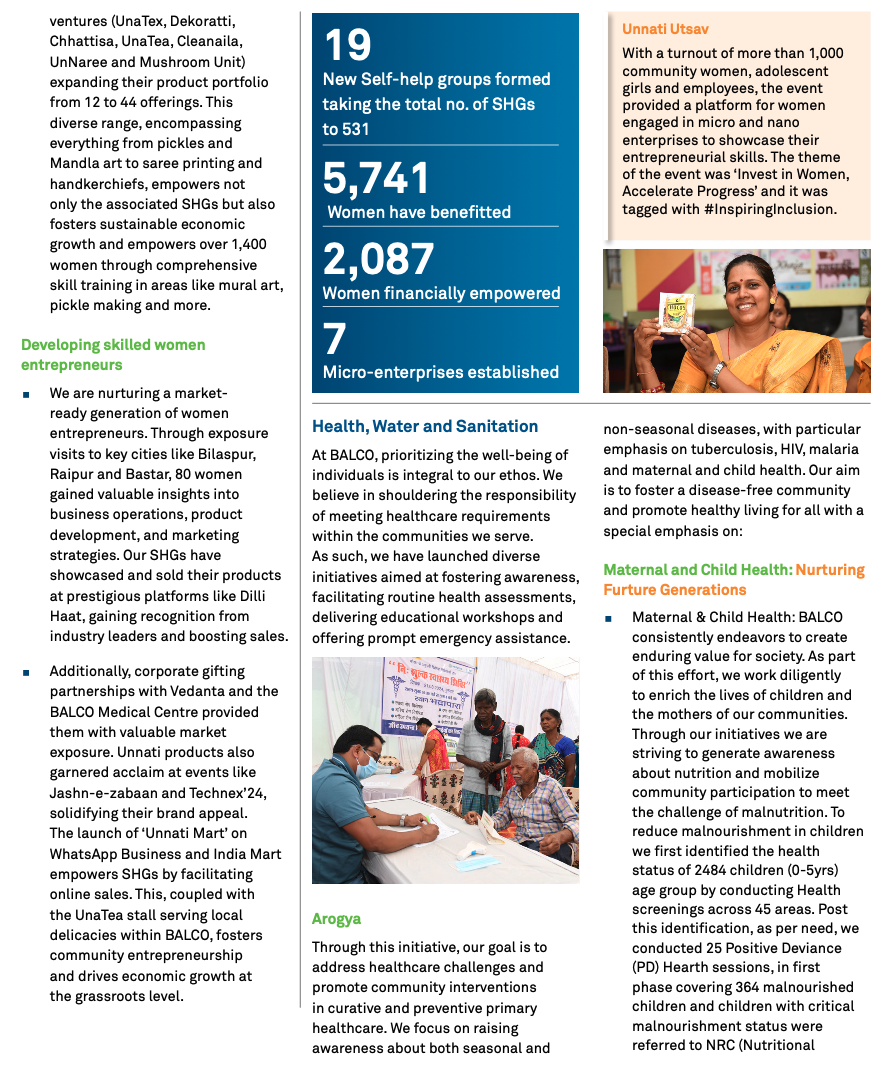 ventures (UnaTex, Dekoratti,
Chhattisa, UnaTea, Cleanaila,
UnNaree and Mushroom Unit)
expanding their product portfolio
from 12 to 44 offerings. This
diverse range, encompassing
everything from pickles and
Mandla art to saree printing and
handkerchiefs, empowers not
only the associated SHGs but also
fosters sustainable economic
growth and empowers over 1,400
women through comprehensive
skill training in areas like mural art,
pickle making and more.
Developing skilled women
entrepreneurs
▪ We are nurturing a market-
ready generation of women
entrepreneurs. Through exposure
visits to key cities like Bilaspur,
Raipur and Bastar, 80 women
gained valuable insights into
business operations, product
development, and marketing
strategies. Our SHGs have
showcased and sold their products
at prestigious platforms like Dilli
Haat, gaining recognition from
industry leaders and boosting sales.
▪ Additionally, corporate gifting
partnerships with Vedanta and the
BALCO Medical Centre provided
them with valuable market
exposure. Unnati products also
garnered acclaim at events like
Jashn-e-zabaan and Technex’24,
solidifying their brand appeal.
The launch of ‘Unnati Mart’ on
WhatsApp Business and India Mart
empowers SHGs by facilitating
online sales. This, coupled with
the UnaTea stall serving local
delicacies within BALCO, fosters
community entrepreneurship
and drives economic growth at
the grassroots level.
19
New Self-help groups formed
taking the total no. of SHGs
to 531
5,741
Women have benefitted
2,087
Women financially empowered
7
Micro-enterprises established
Unnati Utsav
With a turnout of more than 1,000
community women, adolescent
girls and employees, the event
provided a platform for women
engaged in micro and nano
enterprises to showcase their
entrepreneurial skills. The theme
of the event was ‘Invest in Women,
Accelerate Progress’ and it was
tagged with #InspiringInclusion.
Health, Water and Sanitation
At BALCO, prioritizing the well-being of
individuals is integral to our ethos. We
believe in shouldering the responsibility
of meeting healthcare requirements
within the communities we serve.
As such, we have launched diverse
initiatives aimed at fostering awareness,
facilitating routine health assessments,
delivering educational workshops and
offering prompt emergency assistance.
निः शुल्क स्वास्थ्य शिविर
Arogya
Through this initiative, our goal is to
address healthcare challenges and
promote community interventions
in curative and preventive primary
healthcare. We focus on raising
awareness about both seasonal and
non-seasonal diseases, with particular
emphasis on tuberculosis, HIV, malaria
and maternal and child health. Our aim
is to foster a disease-free community
and promote healthy living for all with a
special emphasis on:
Maternal and Child Health: Nurturing
Furture Generations
▪ Maternal & Child Health: BALCO
consistently endeavors to create
enduring value for society. As part
of this effort, we work diligently
to enrich the lives of children and
the mothers of our communities.
Through our initiatives we are
striving to generate awareness
about nutrition and mobilize
community participation to meet
the challenge of malnutrition. To
reduce malnourishment in children
we first identified the health
status of 2484 children (0-5yrs)
age group by conducting Health
screenings across 45 areas. Post
this identification, as per need, we
conducted 25 Positive Deviance
(PD) Hearth sessions, in first
phase covering 364 malnourished
children and children with critical
malnourishment status were
referred to NRC (Nutritional